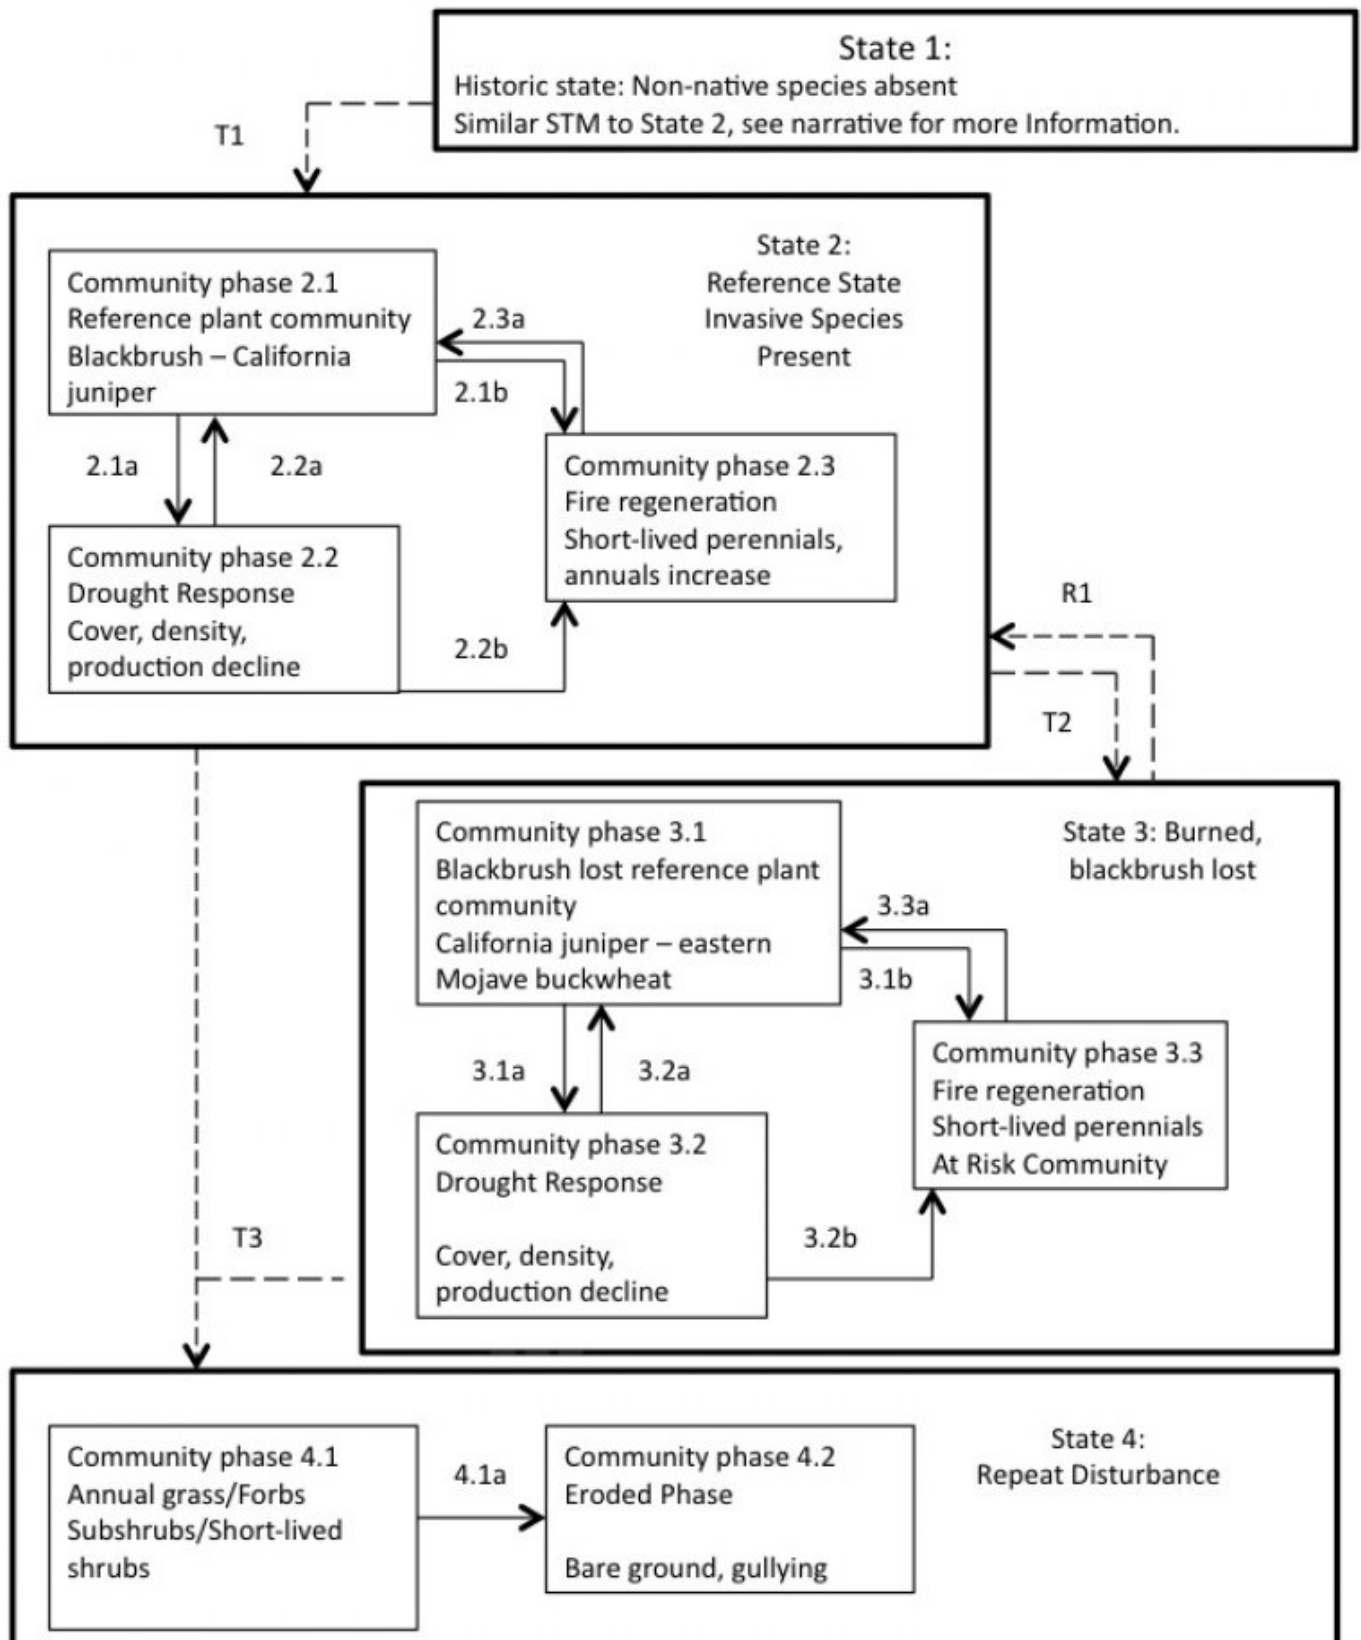 State 1:
Historic state: Non-native species absent
Similar STM to State 2, see narrative for more Information.
T1
State 2:
Reference State
Invasive Species
Present
Community phase 2.1
Reference plant community
Blackbrush – California
juniper
2.3a
2.1b
2.1a
2.2a
Community phase 2.3
Fire regeneration
Short-lived perennials,
annuals increase
Community phase 2.2
Drought Response
Cover, density,
production decline
2.2b
R1
T2
State 3: Burned,
blackbrush lost
Community phase 3.1
Blackbrush lost reference plant
community
California juniper – eastern
Mojave buckwheat
3.3a
3.1b
3.1a
3.2a
Community phase 3.3
Fire regeneration
Short-lived perennials
At Risk Community
Community phase 3.2
Drought Response
Cover, density,
production decline
3.2b
T3
State 4:
Repeat Disturbance
Community phase 4.1
Annual grass/Forbs
Subshrubs/Short-lived
shrubs
4.1a
Community phase 4.2
Eroded Phase
Bare ground, gullying